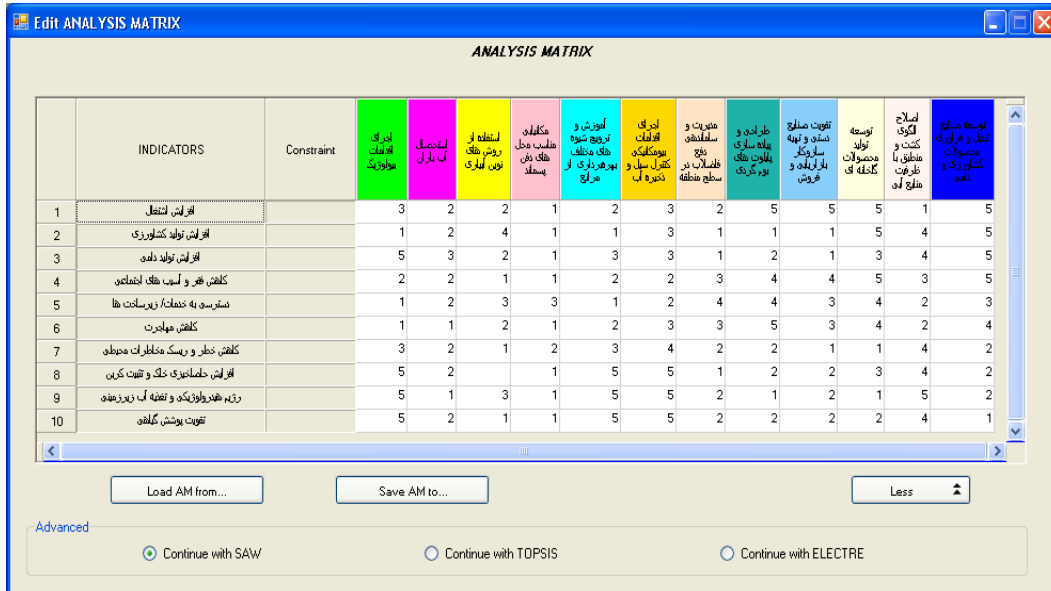 Edit ANALYSIS MATRIX
ANALYSIS MATRIX
INDICATORS
Constraint
اجرای
اقدامات
بیولوژیک
استحصال
آب باران
استفاده از
روش های
نوین آبیاری
مکانیابی
مناسب محل
های دفن
پسماند
آموزش و
ترویج شیوه
های مختلف
بهره‌برداری از
مراتع
اجرای
اقدامات
بیومکانیکی
کنترل سیل و
ذخیره آب
مدیریت و
ساماندهی
دفع
فاضلاب در
سطح منطقه
طراحی و
پیاده سازی
پایلوت های
بوم گردی
تقویت صنایع
دستی و تهیه
سازوکار
بازاریابی و
فروش
توسعه
تولید
محصولات
گلخانه ای
اصلاح
الگوی
کشت و
منطبق با
ظرفیت
منابع آبی
توسعه صنایع
تبدیل و فرآوری
محصولات
کشاورزی و
دامی
1 افزایش اشتغال 3 2 2 1 2 3 2 5 5 5 1 5
2 افزایش تولید کشاورزی 1 2 4 1 1 3 1 1 1 5 4 5
3 افزایش تولید دامی 5 3 2 1 3 3 1 2 1 3 4 5
4 کاهش فقر و آسیب های اجتماعی 2 2 1 1 2 2 3 4 4 5 3 5
5 دسترسی به خدمات/ زیرساخت ها 1 2 3 3 1 2 4 4 3 4 2 3
6 کاهش مهاجرت 1 1 2 1 2 3 3 5 3 4 2 4
7 کاهش خطر و ریسک مخاطرات محیطی 3 2 1 2 3 4 2 2 1 1 4 2
8 افزایش حاصلخیزی خاک و تثبیت کربن 5 2 1 5 5 1 2 2 3 4 2
9 رژیم هیدرولوژیکی و تغذیه آب زیرزمینی 5 1 3 1 5 5 2 1 2 1 5 2
10 تقویت پوشش گیاهی 5 2 1 1 5 5 2 2 2 2 4 1
Load AM from...
Save AM to...
Less
Advanced
Continue with SAW
Continue with TOPSIS
Continue with ELECTRE